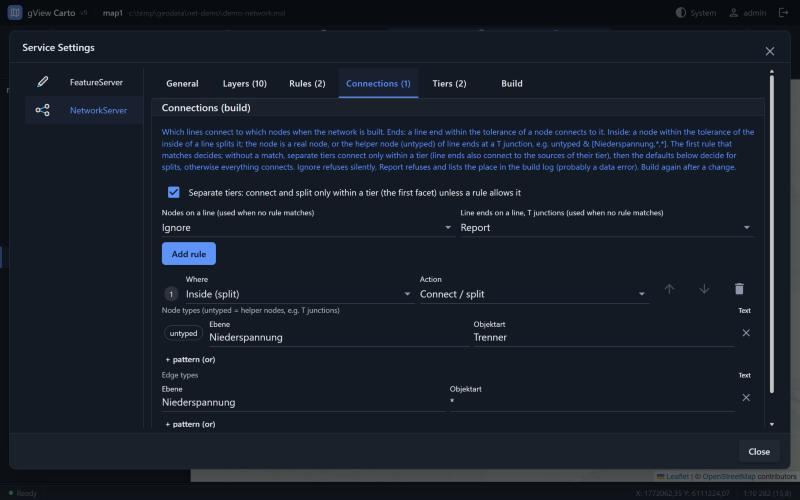 gView Carto v9 map1 c:\temp\geodata\net-demo\demo-network.mxl System admin
Service Settings
FeatureServer
NetworkServer
General Layers (10) Rules (2) Connections (1) Tiers (2) Build
Connections (build)
Which lines connect to which nodes when the network is built. Ends: a line end within the tolerance of a node connects to it. Inside: a node within the tolerance of the
inside of a line splits it; the node is a real node, or the helper node (untyped) of line ends at a T junction, e.g. untyped & [Niederspannung,*,*]. The first rule that
matches decides; without a match, separate tiers connect only within a tier (line ends also connect to the sources of their tier), then the defaults below decide for
splits, otherwise everything connects. Ignore refuses silently, Report refuses and lists the place in the build log (probably a data error). Build again after a change.
Separate tiers: connect and split only within a tier (the first facet) unless a rule allows it
Nodes on a line (used when no rule matches) Line ends on a line, T junctions (used when no rule matches)
Ignore Report
Add rule
Where Action
1 Inside (split) Connect / split
Node types (untyped = helper nodes, e.g. T junctions) Text
Ebene Objektart
untyped Niederspannung Trenner
+ pattern (or)
Edge types Text
Ebene Objektart
Niederspannung *
+ pattern (or)
Close
Leaflet | © OpenStreetMap contributors
Ready X: 1772062.35 Y: 6111224.07 1:10 282 (15.8)